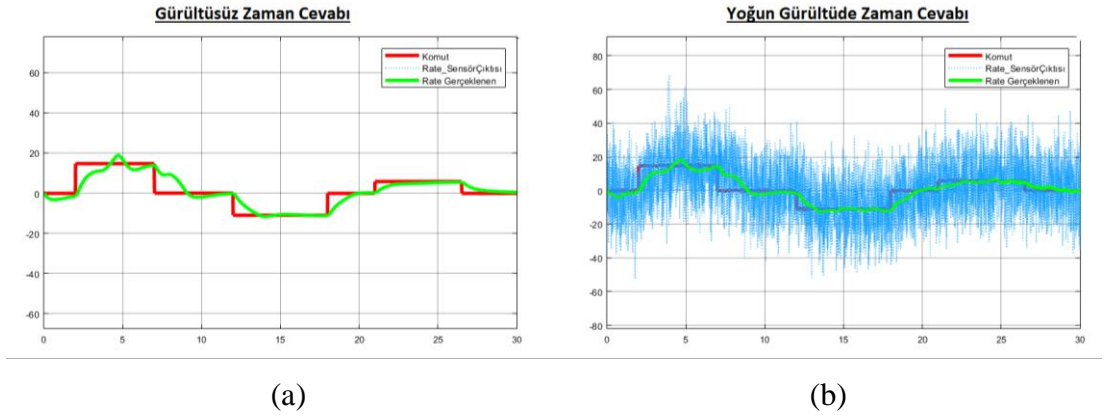 Gürültüsüz Zaman Cevabı
Komut
Rate_SensörÇıktısı
Rate Gerçeklenen
60
40
20
0
-20
-40
-60
0 5 10 15 20 25 30
(a)
Yoğun Gürültüde Zaman Cevabı
Komut
Rate_SensörÇıktısı
Rate Gerçeklenen
80
60
40
20
0
-20
-40
-60
-80
0 5 10 15 20 25 30
(b)